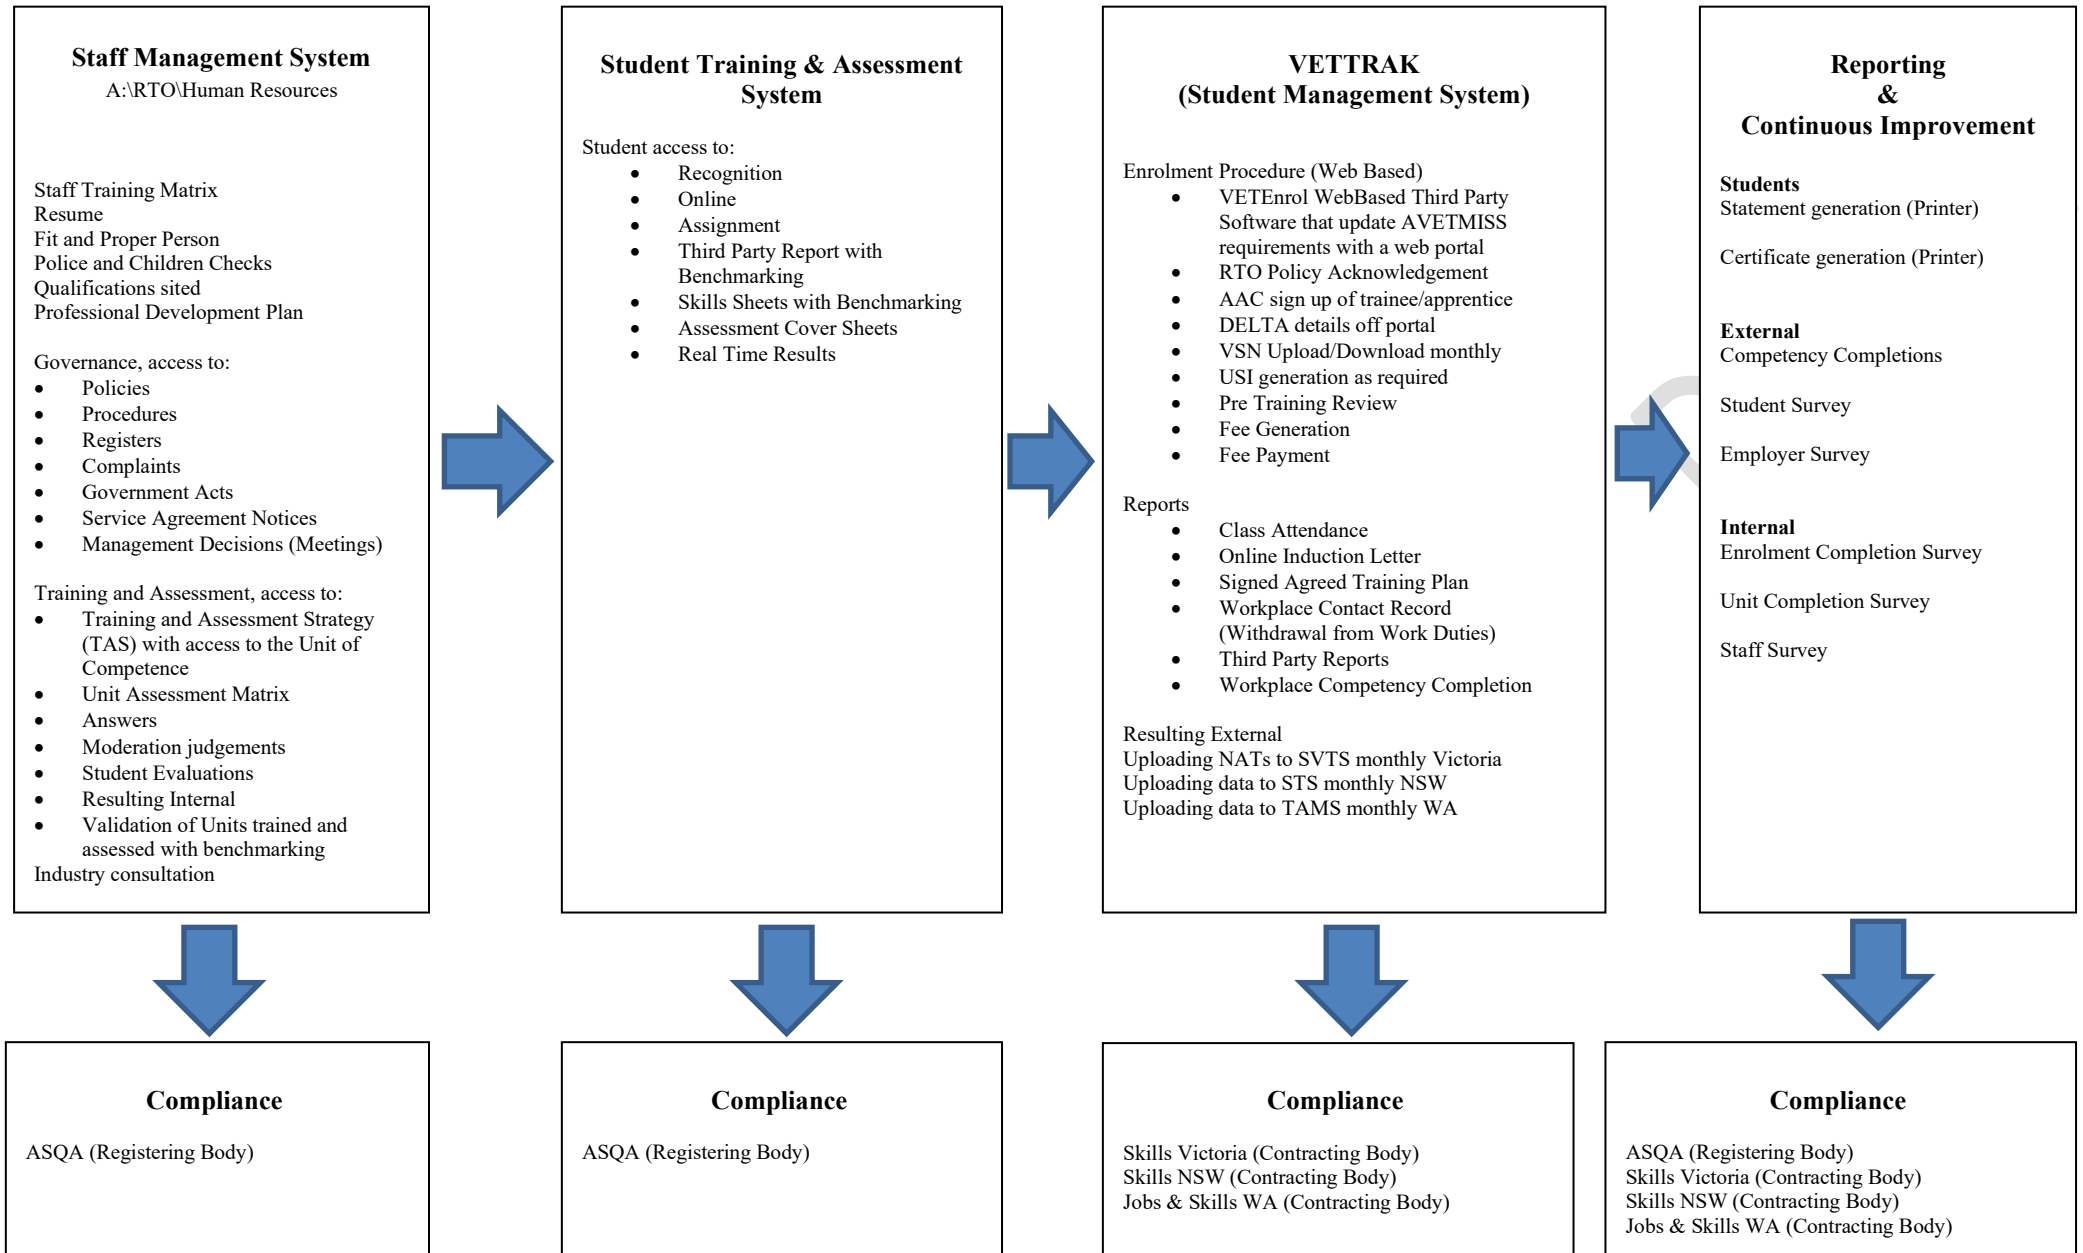 Staff Management System
A:\RTO\Human Resources
Staff Training Matrix
Resume
Fit and Proper Person
Police and Children Checks
Qualifications sited
Professional Development Plan
Governance, access to:
• Policies
• Procedures
• Registers
• Complaints
• Government Acts
• Service Agreement Notices
• Management Decisions (Meetings)
Training and Assessment, access to:
• Training and Assessment Strategy
(TAS) with access to the Unit of
Competence
• Unit Assessment Matrix
• Answers
• Moderation judgements
• Student Evaluations
• Resulting Internal
• Validation of Units trained and
assessed with benchmarking
Industry consultation
Student Training & Assessment
System
Student access to:
• Recognition
• Online
• Assignment
• Third Party Report with
Benchmarking
• Skills Sheets with Benchmarking
• Assessment Cover Sheets
• Real Time Results
VETTRAK
(Student Management System)
Enrolment Procedure (Web Based)
• VETEnrol WebBased Third Party
Software that update AVETMISS
requirements with a web portal
• RTO Policy Acknowledgement
• AAC sign up of trainee/apprentice
• DELTA details off portal
• VSN Upload/Download monthly
• USI generation as required
• Pre Training Review
• Fee Generation
• Fee Payment
Reports
• Class Attendance
• Online Induction Letter
• Signed Agreed Training Plan
• Workplace Contact Record
(Withdrawal from Work Duties)
• Third Party Reports
• Workplace Competency Completion
Resulting External
Uploading NATs to SVTS monthly Victoria
Uploading data to STS monthly NSW
Uploading data to TAMS monthly WA
Reporting
&
Continuous Improvement
Students
Statement generation (Printer)
Certificate generation (Printer)
External
Competency Completions
Student Survey
Employer Survey
Internal
Enrolment Completion Survey
Unit Completion Survey
Staff Survey
Compliance
ASQA (Registering Body)
Compliance
ASQA (Registering Body)
Compliance
Skills Victoria (Contracting Body)
Skills NSW (Contracting Body)
Jobs & Skills WA (Contracting Body)
Compliance
ASQA (Registering Body)
Skills Victoria (Contracting Body)
Skills NSW (Contracting Body)
Jobs & Skills WA (Contracting Body)